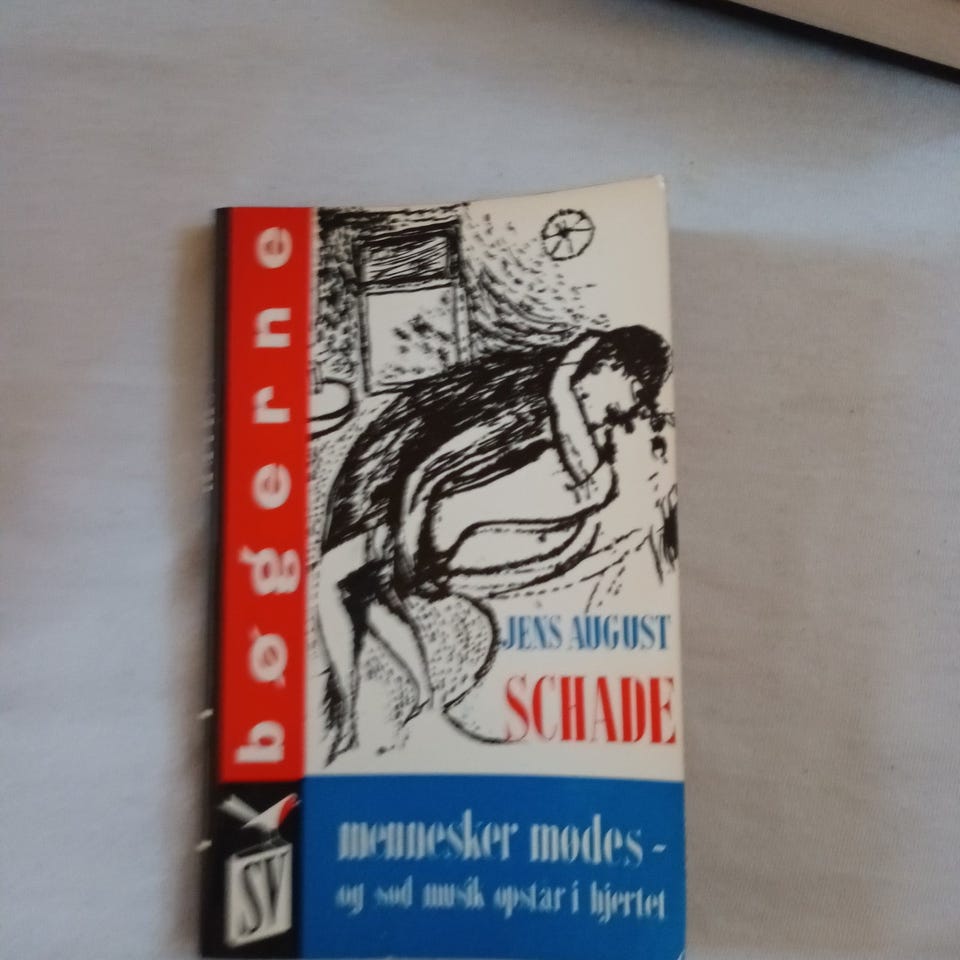 bøgerne
SV
JENS AUGUST
SCHADE
mennesker mødes -
og sød musik opstår i hjertet